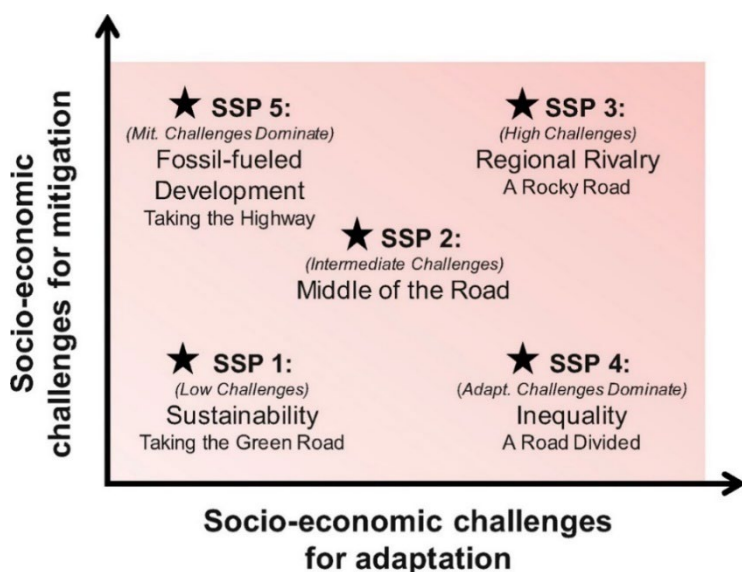 Socio-economic
challenges for mitigation
SSP 5:
(Mit. Challenges Dominate)
Fossil-fueled
Development
Taking the Highway
SSP 3:
(High Challenges)
Regional Rivalry
A Rocky Road
SSP 2:
(Intermediate Challenges)
Middle of the Road
SSP 1:
(Low Challenges)
Sustainability
Taking the Green Road
SSP 4:
(Adapt. Challenges Dominate)
Inequality
A Road Divided
Socio-economic challenges
for adaptation